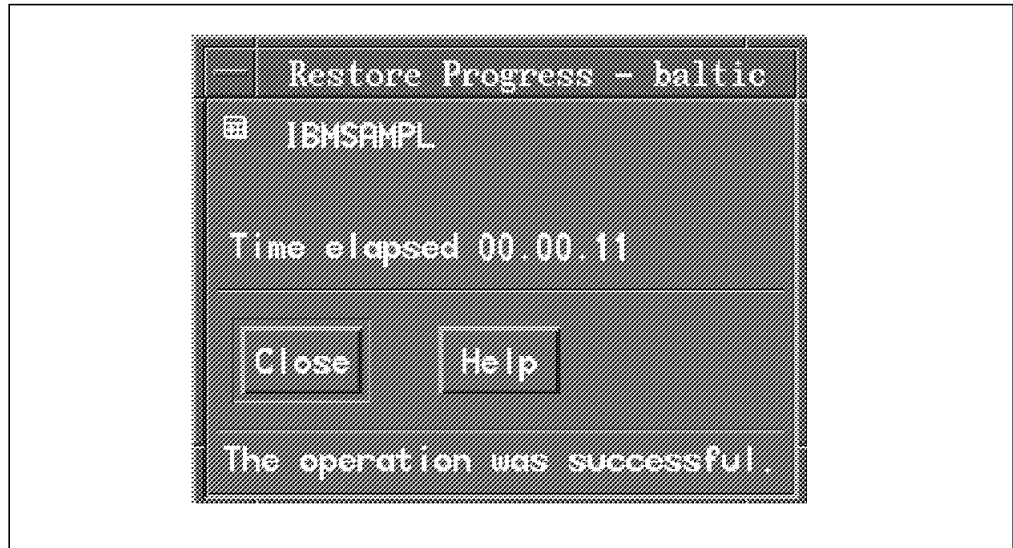 Restore Progress - baltic
IBMSAMPL
Time elapsed 00.00.11
Close Help
The operation was successful.